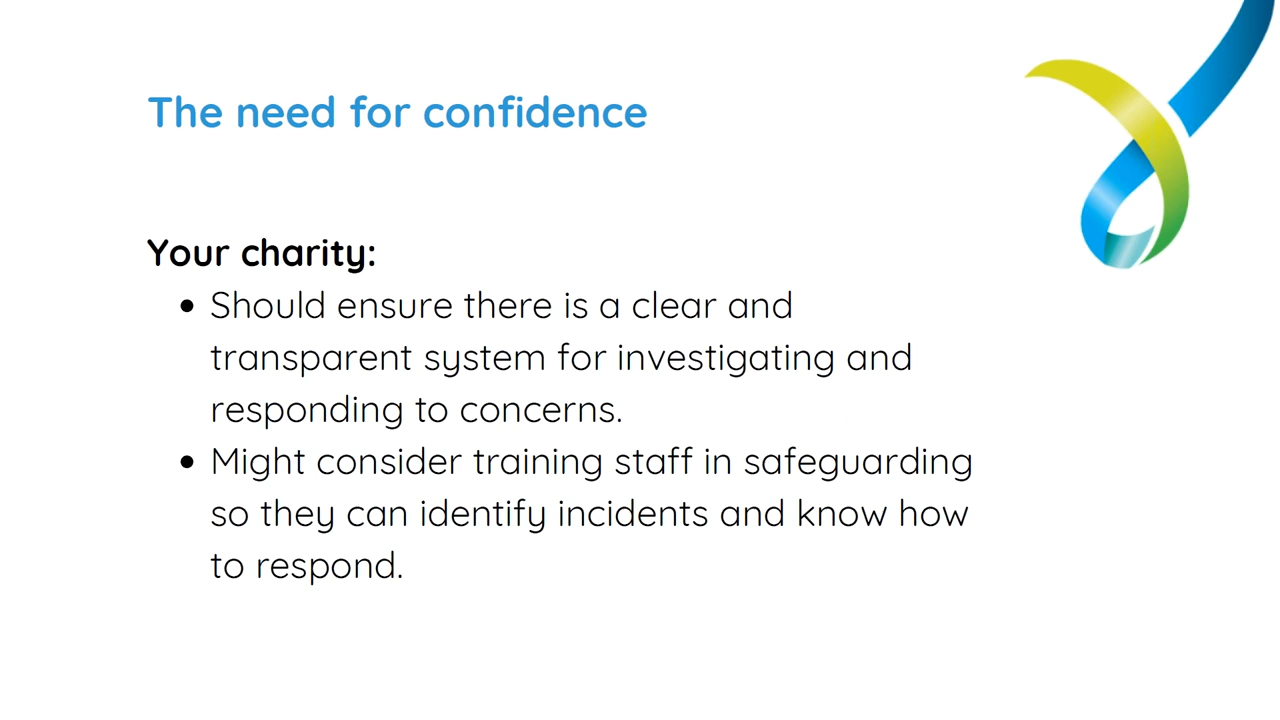 The need for confidence
Your charity:
• Should ensure there is a clear and
transparent system for investigating and
responding to concerns.
• Might consider training staff in safeguarding
so they can identify incidents and know how
to respond.